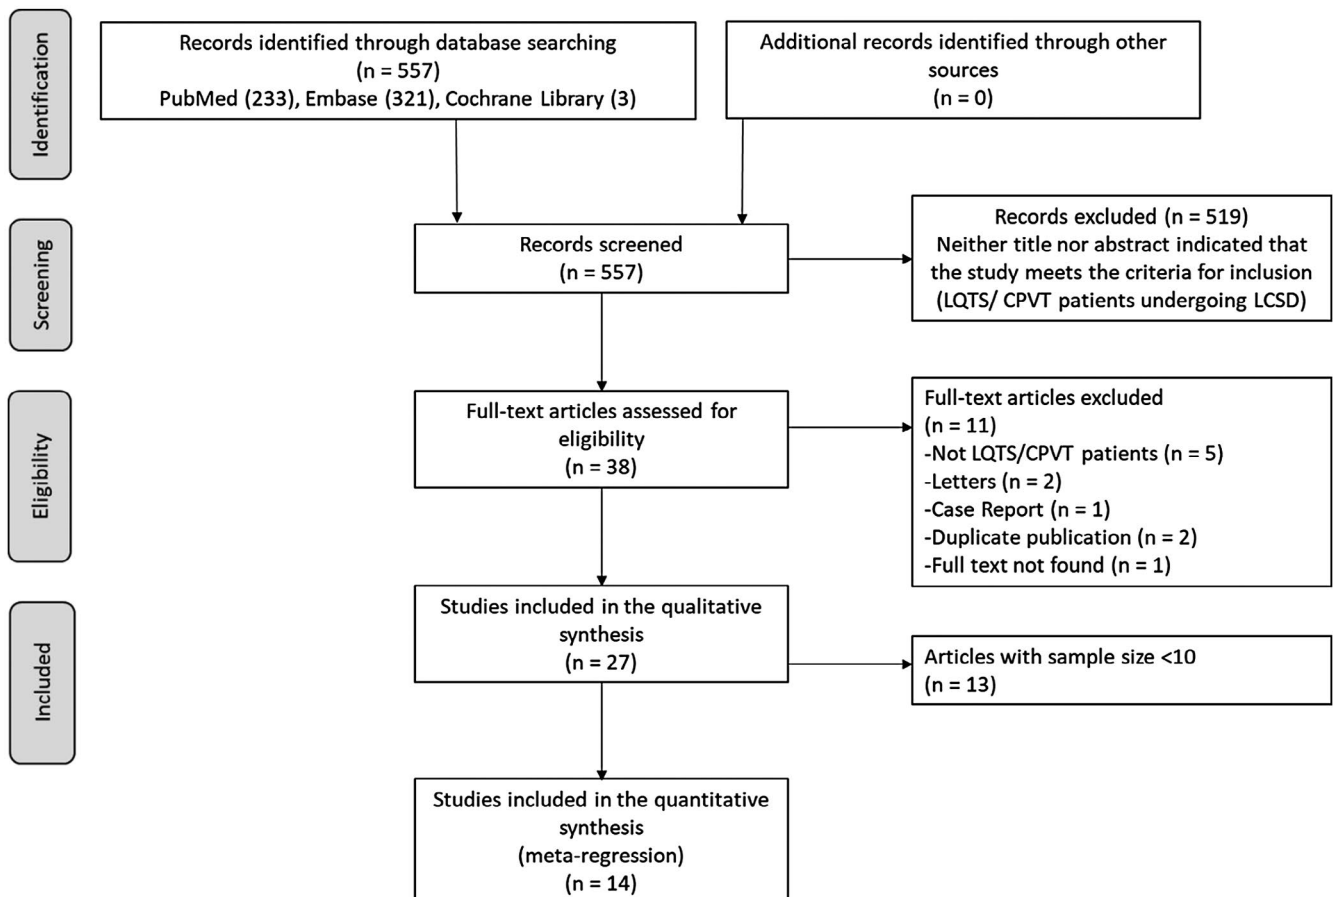 Identification
Records identified through database searching
(n = 557)
PubMed (233), Embase (321), Cochrane Library (3)
Additional records identified through other
sources
(n = 0)
Screening
Records screened
(n = 557)
Records excluded (n = 519)
Neither title nor abstract indicated that
the study meets the criteria for inclusion
(LQTS/ CPVT patients undergoing LCSD)
Eligibility
Full-text articles assessed for
eligibility
(n = 38)
Full-text articles excluded
(n = 11)
-Not LQTS/CPVT patients (n = 5)
-Letters (n = 2)
-Case Report (n = 1)
-Duplicate publication (n = 2)
-Full text not found (n = 1)
Included
Studies included in the qualitative
synthesis
(n = 27)
Articles with sample size <10
(n = 13)
Studies included in the quantitative
synthesis
(meta-regression)
(n = 14)